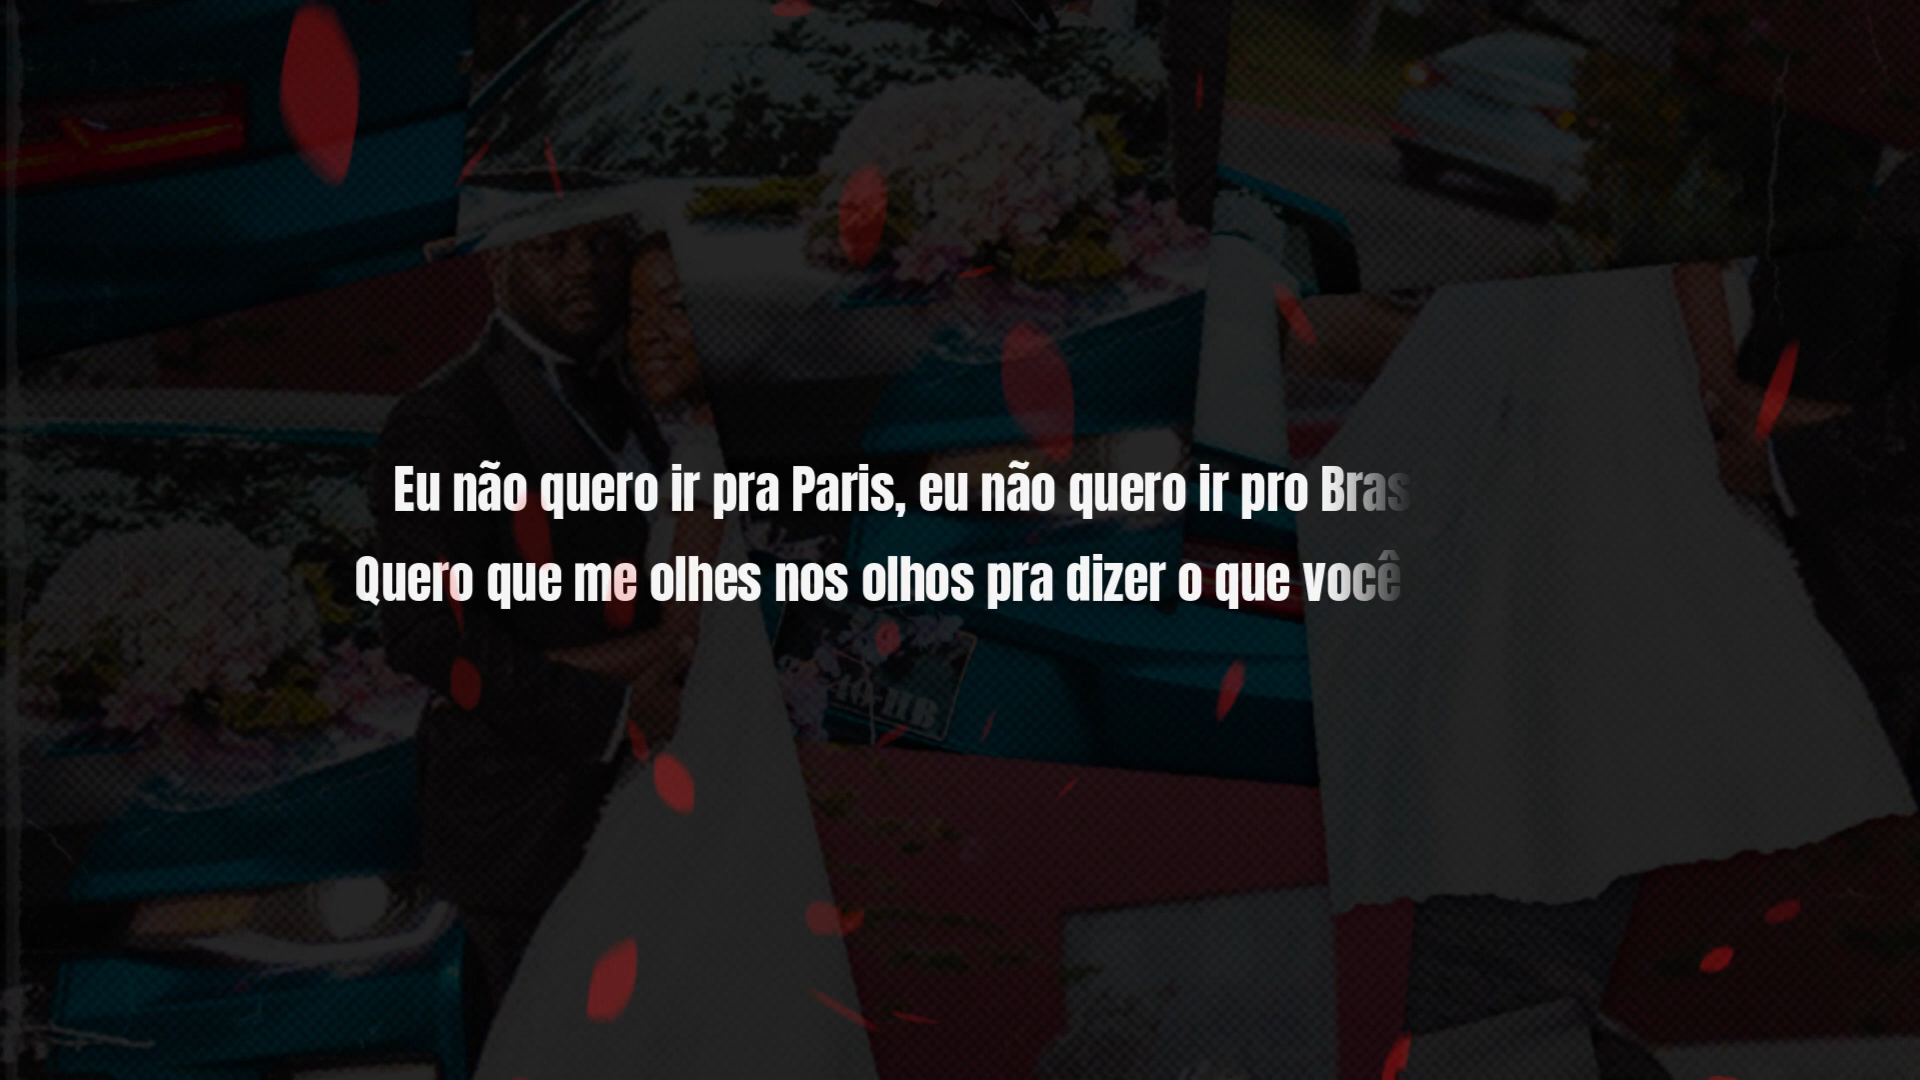 Eu não quero ir pra Paris, eu não quero ir pro Bras
Quero que me olhes nos olhos pra dizer o que você